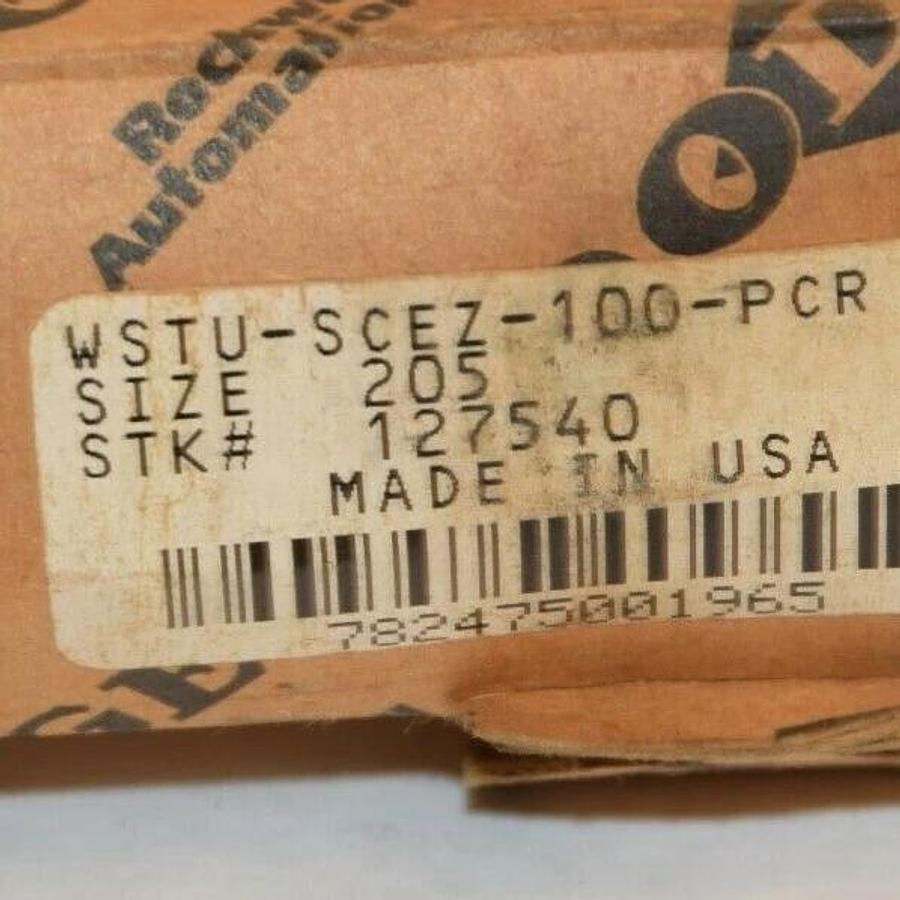 Rockwell
Automation
WSTU-SCEZ-100-PCR
SIZE 205
STK# 127540
MADE IN USA
782475001965